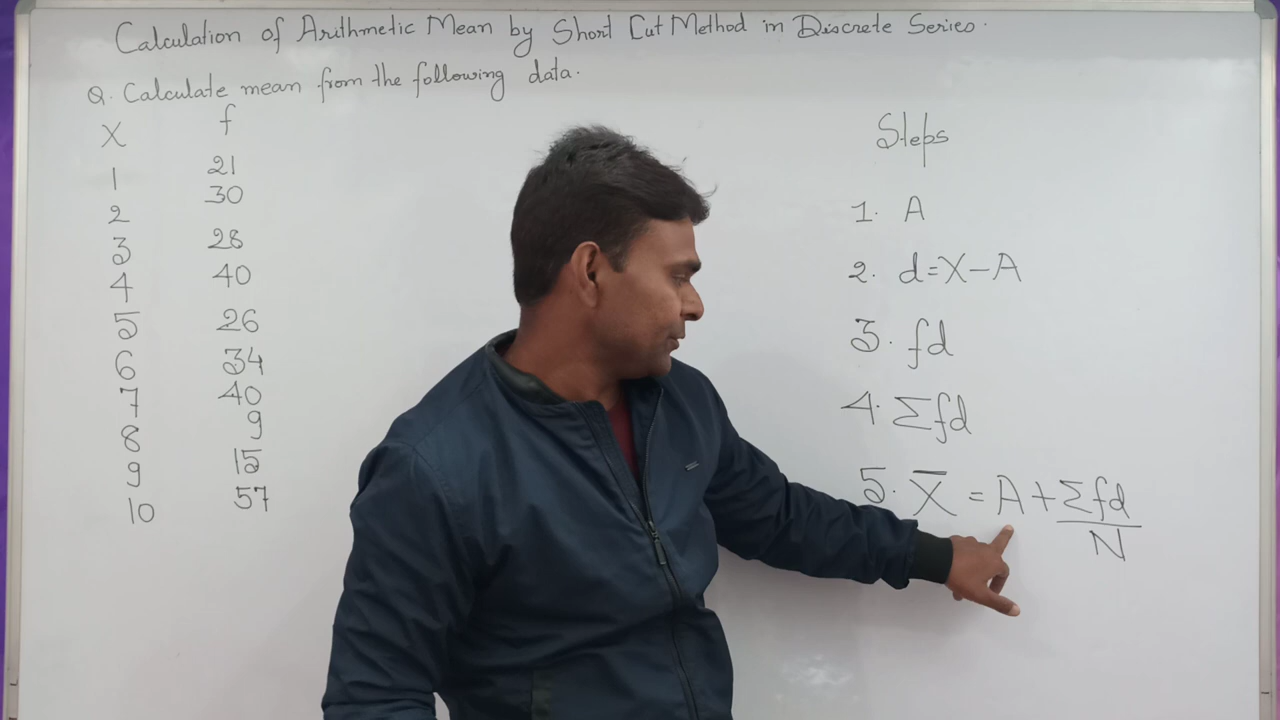 Calculation of Arithmetic Mean by Short Cut Method in Discrete Series.
Q. Calculate mean from the following data.
X f
1 21
2 30
3 28
4 40
5 26
6 34
7 40
8 9
9 15
10 57
Steps
1. A
2. d=X-A
3. fd
4. Σfd
5. X̅ = A + Σfd
N